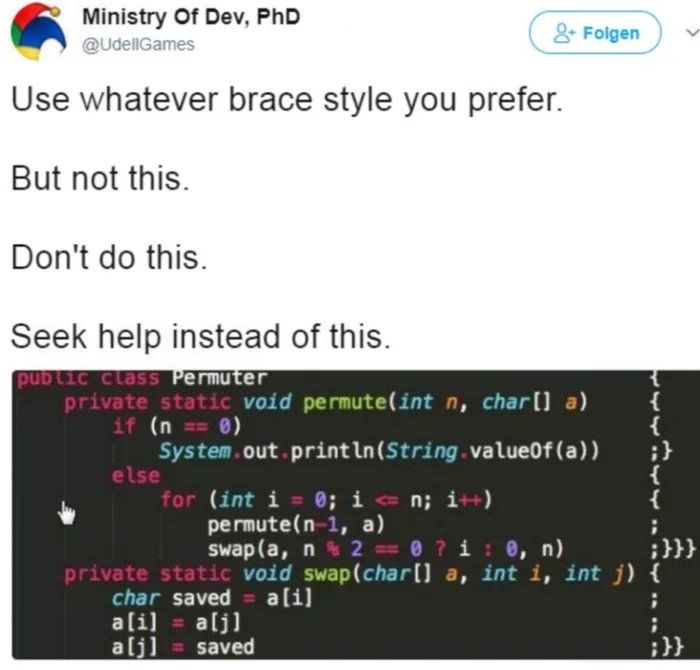 Ministry Of Dev, PhD
@UdellGames
Folgen
Use whatever brace style you prefer.
But not this.
Don't do this.
Seek help instead of this.
public class Permuter {
private static void permute(int n, char[] a) {
if (n == 0) {
System.out.println(String.valueOf(a)) ;}
else {
for (int i = 0; i <= n; i++) {
permute(n-1, a) ;
swap(a, n % 2 == 0 ? i : 0, n) ;}}}
private static void swap(char[] a, int i, int j) {
char saved = a[i] ;
a[i] = a[j] ;
a[j] = saved ;}}